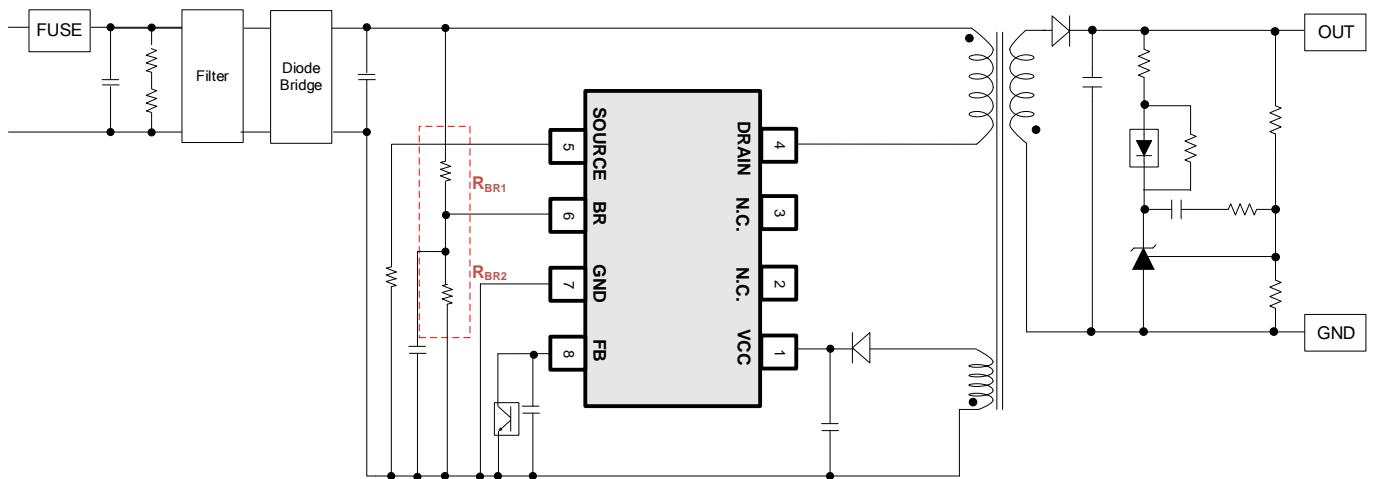 FUSE
Filter
Diode
Bridge
OUT
GND
SOURCE
5
BR
6
GND
7
FB
8
DRAIN
4
N.C.
3
N.C.
2
VCC
1
RBR1
RBR2